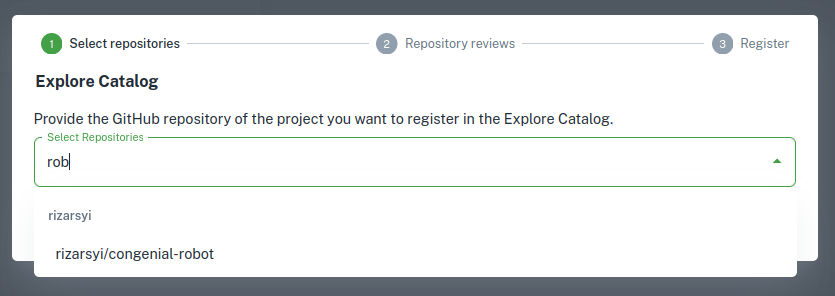 1 Select repositories 2 Repository reviews 3 Register
Explore Catalog
Provide the GitHub repository of the project you want to register in the Explore Catalog.
Select Repositories
rob
rizarsyi
rizarsyi/congenial-robot